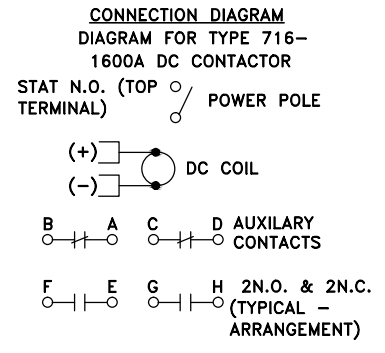 CONNECTION DIAGRAM
DIAGRAM FOR TYPE 716-
1600A DC CONTACTOR
STAT N.O. (TOP
TERMINAL)
POWER POLE
(+)
(-)
DC COIL
B A C D AUXILARY
CONTACTS
F E G H 2N.O. & 2N.C.
(TYPICAL -
ARRANGEMENT)